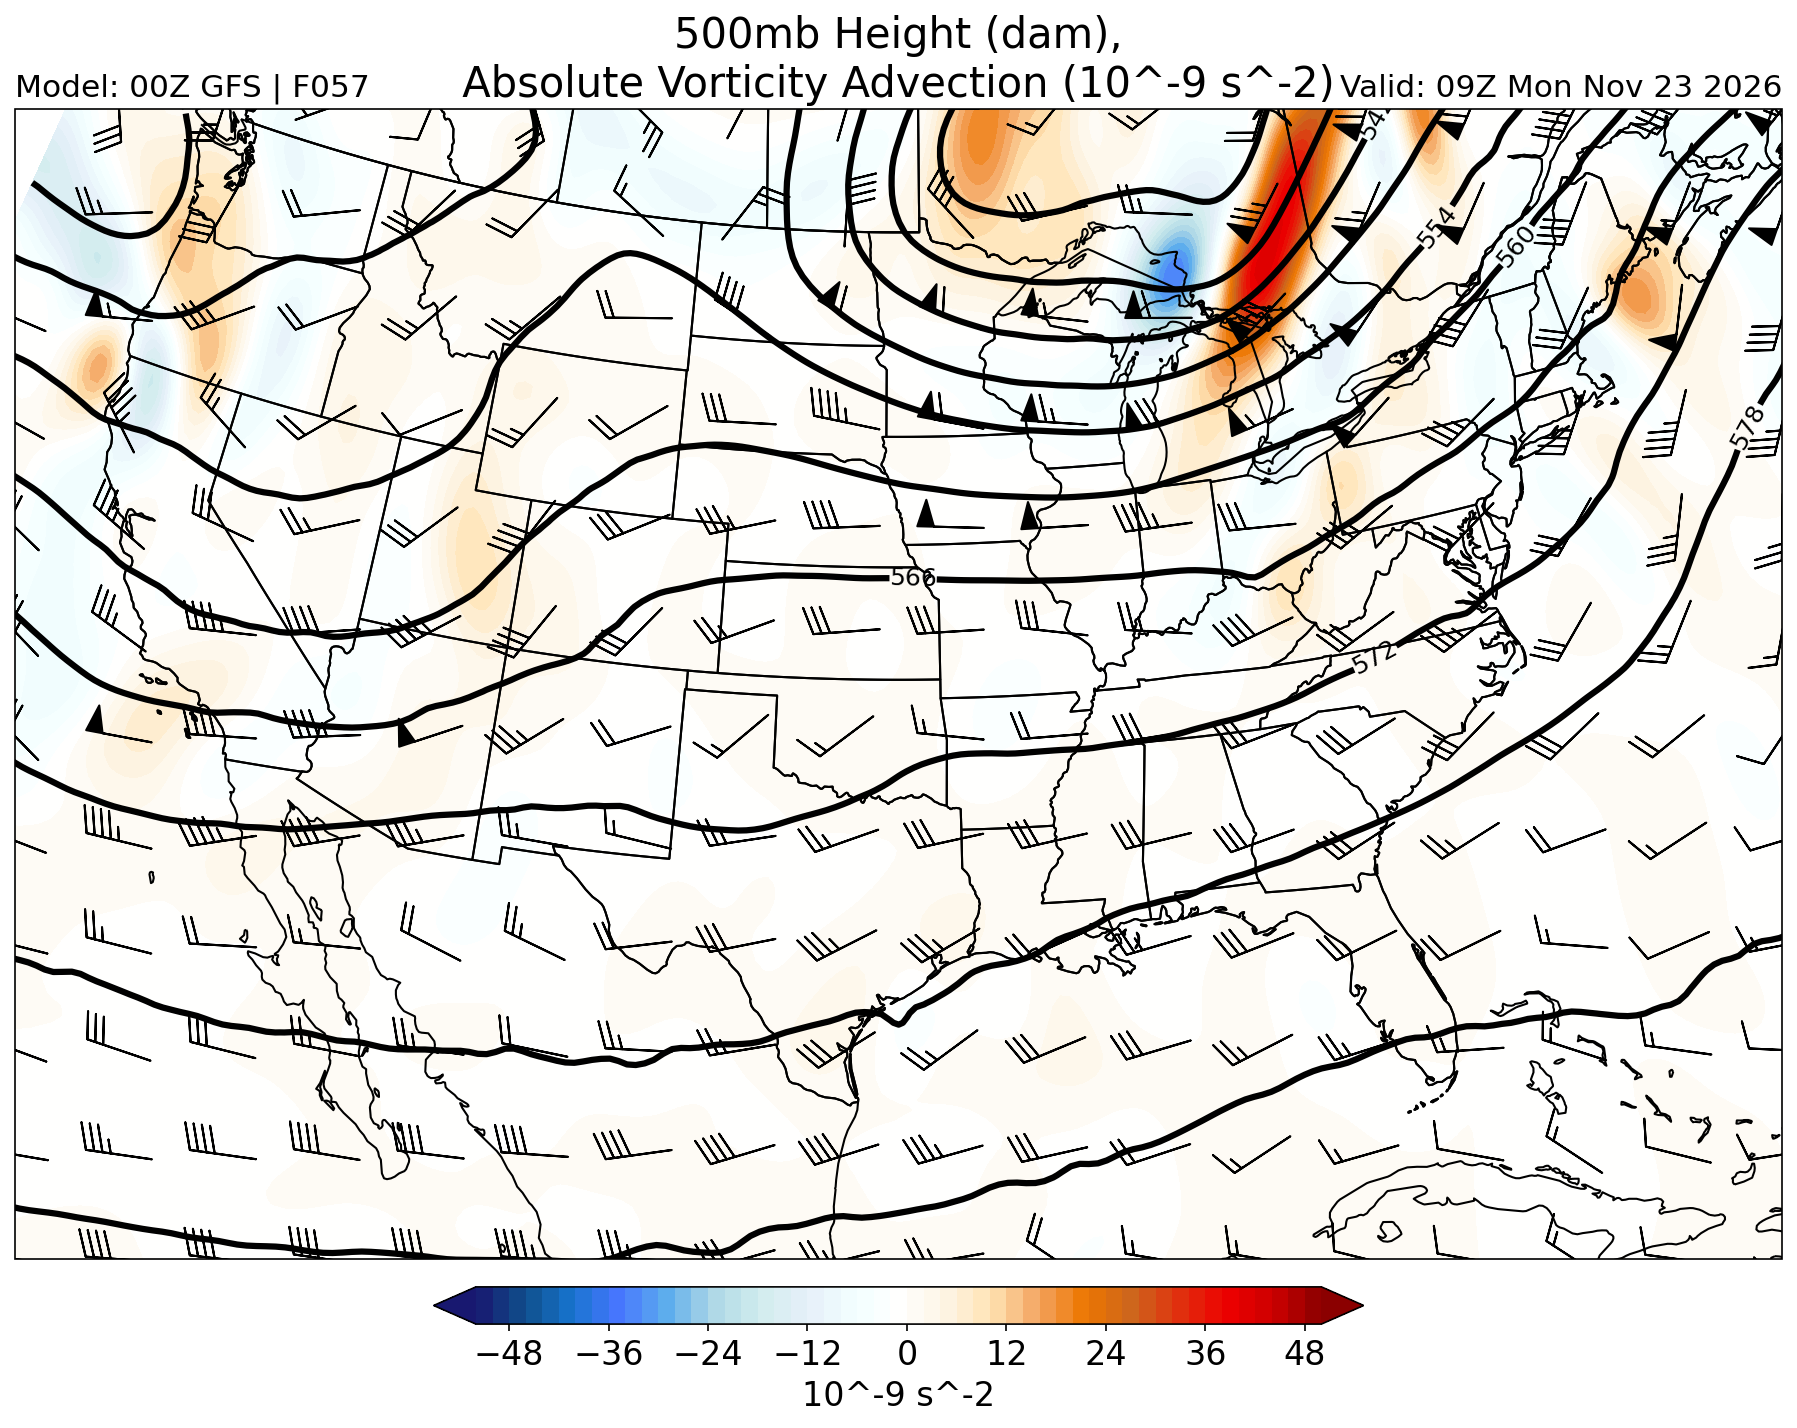 500mb Height (dam),
Model: 00Z GFS | F057
Absolute Vorticity Advection (10^-9 s^-2)
Valid: 09Z Mon Nov 23 2026
554
560
578
566
572
−48 −36 −24 −12 0 12 24 36 48
10^-9 s^-2